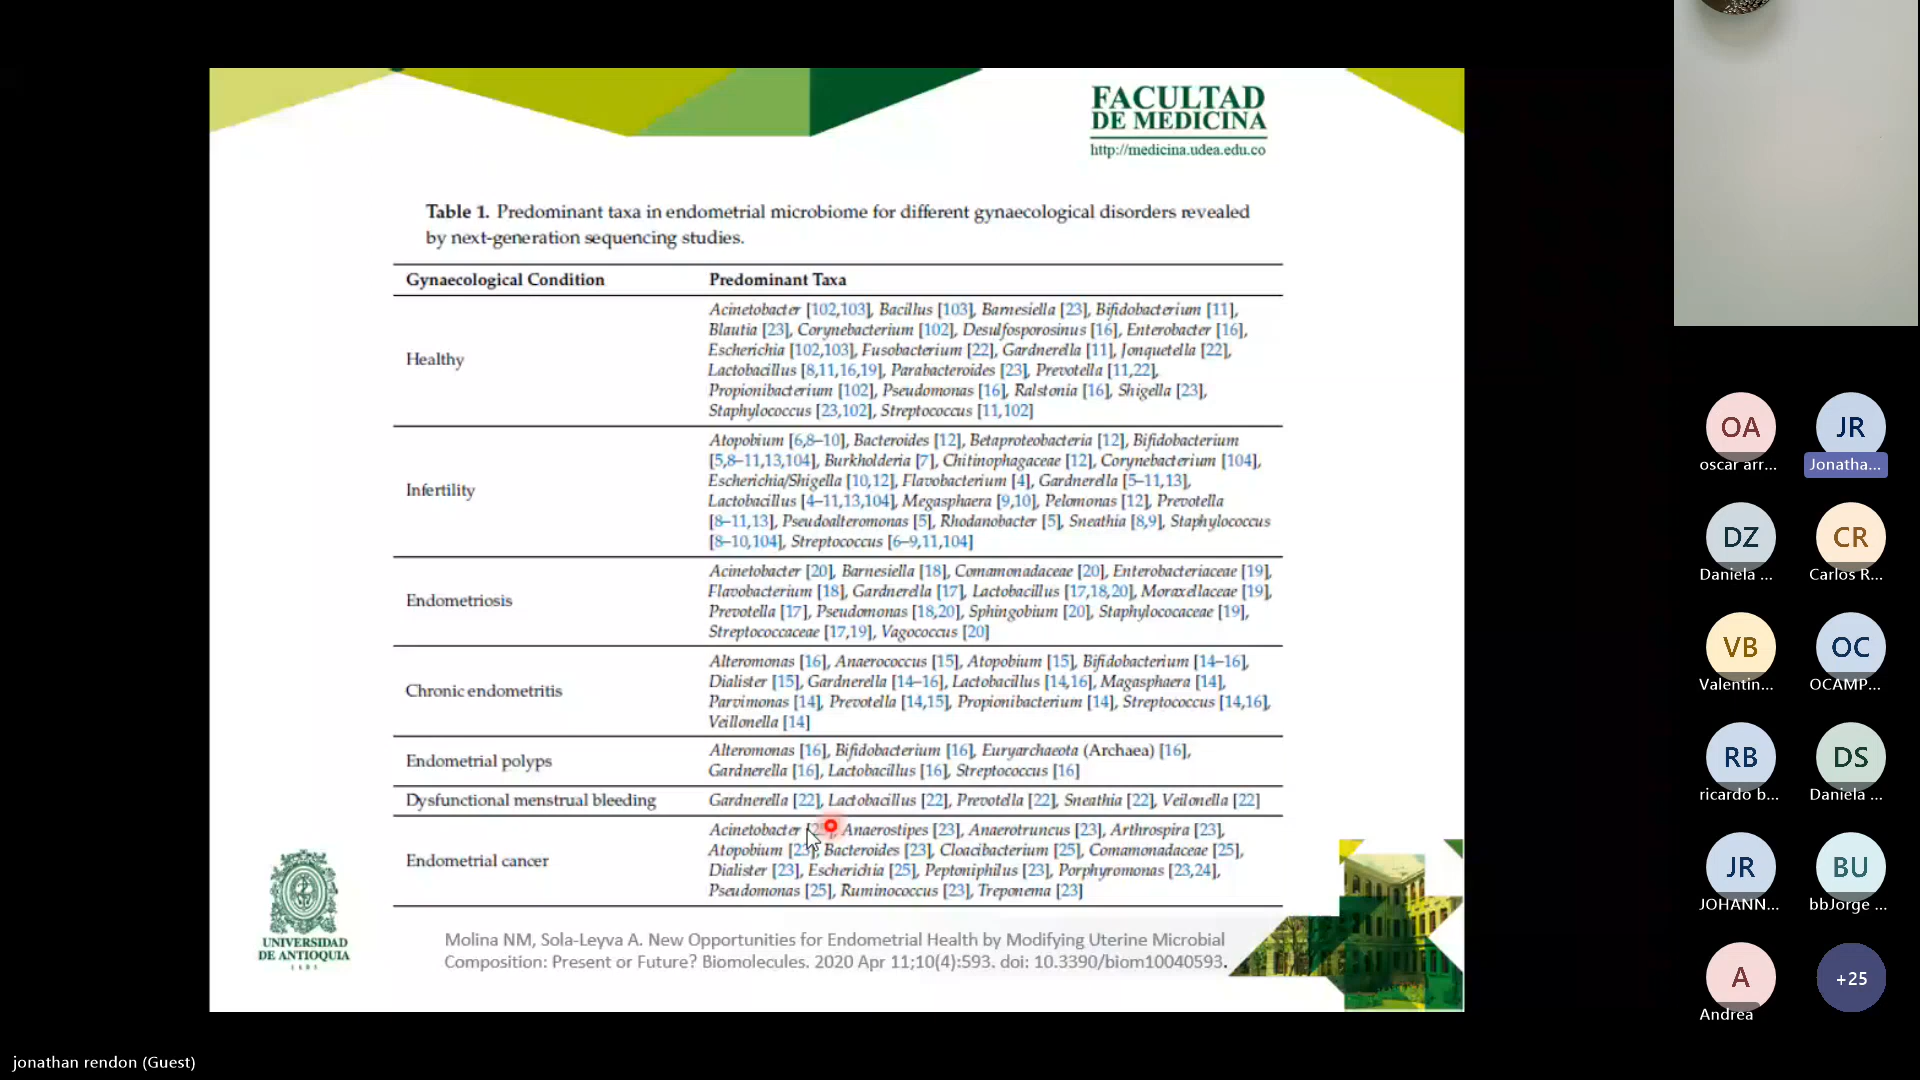 FACULTAD
DE MEDICINA
http://medicina.udea.edu.co
Table 1. Predominant taxa in endometrial microbiome for different gynaecological disorders revealed
by next-generation sequencing studies.
Gynaecological Condition Predominant Taxa
Healthy
Acinetobacter [102,103], Bacillus [103], Barnesiella [23], Bifidobacterium [11],
Blautia [23], Corynebacterium [102], Desulfosporosinus [16], Enterobacter [16],
Escherichia [102,103], Fusobacterium [22], Gardnerella [11], Jonquetella [22],
Lactobacillus [8,11,16,19], Parabacteroides [23], Prevotella [11,22],
Propionibacterium [102], Pseudomonas [16], Ralstonia [16], Shigella [23],
Staphylococcus [23,102], Streptococcus [11,102]
Infertility
Atopobium [6,8–10], Bacteroides [12], Betaproteobacteria [12], Bifidobacterium
[5,8–11,13,104], Burkholderia [7], Chitinophagaceae [12], Corynebacterium [104],
Escherichia/Shigella [10,12], Flavobacterium [4], Gardnerella [5–11,13],
Lactobacillus [4–11,13,104], Megasphaera [9,10], Pelomonas [12], Prevotella
[8–11,13], Pseudoalteromonas [5], Rhodanobacter [5], Sneathia [8,9], Staphylococcus
[8–10,104], Streptococcus [6–9,11,104]
Endometriosis
Acinetobacter [20], Barnesiella [18], Comamonadaceae [20], Enterobacteriaceae [19],
Flavobacterium [18], Gardnerella [17], Lactobacillus [17,18,20], Moraxellaceae [19],
Prevotella [17], Pseudomonas [18,20], Sphingobium [20], Staphylococaceae [19],
Streptococcaceae [17,19], Vagococcus [20]
Chronic endometritis
Alteromonas [16], Anaerococcus [15], Atopobium [15], Bifidobacterium [14–16],
Dialister [15], Gardnerella [14–16], Lactobacillus [14,16], Magasphaera [14],
Parvimonas [14], Prevotella [14,15], Propionibacterium [14], Streptococcus [14,16],
Veillonella [14]
Endometrial polyps
Alteromonas [16], Bifidobacterium [16], Euryarchaeota (Archaea) [16],
Gardnerella [16], Lactobacillus [16], Streptococcus [16]
Dysfunctional menstrual bleeding Gardnerella [22], Lactobacillus [22], Prevotella [22], Sneathia [22], Veilonella [22]
Endometrial cancer
Acinetobacter Anaerostipes [23], Anaerotruncus [23], Arthrospira [23],
Atopobium [23], Bacteroides [23], Cloacibacterium [25], Comamonadaceae [25],
Dialister [23], Escherichia [25], Peptoniphilus [23], Porphyromonas [23,24],
Pseudomonas [25], Ruminococcus [23], Treponema [23]
Molina NM, Sola-Leyva A. New Opportunities for Endometrial Health by Modifying Uterine Microbial
Composition: Present or Future? Biomolecules. 2020 Apr 11;10(4):593. doi: 10.3390/biom10040593.
UNIVERSIDAD
DE ANTIOQUIA
OA JR
oscar arr... Jonatha...
DZ CR
Daniela ... Carlos R...
VB OC
Valentin... OCAMP...
RB DS
ricardo b... Daniela ...
JR BU
JOHANN... bbJorge ...
A +25
Andrea
jonathan rendon (Guest)